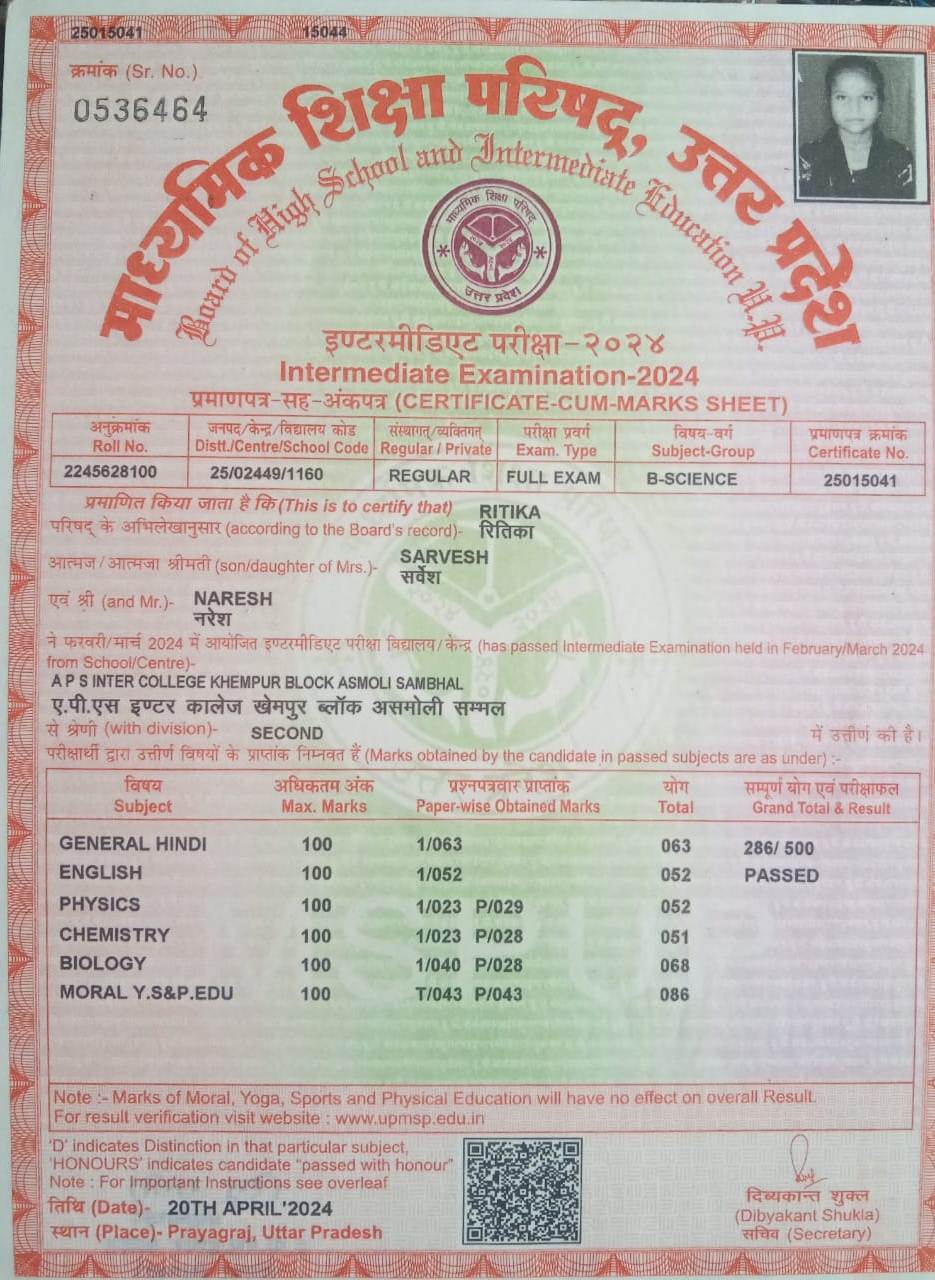 25015041 15044
क्रमांक (Sr. No.)
0536464
माध्यमिक शिक्षा परिषद्, उत्तर प्रदेश
Board of High School and Intermediate Education U.P.
माध्यमिक शिक्षा परिषद्
उत्तर प्रदेश
इण्टरमीडिएट परीक्षा-२०२४
Intermediate Examination-2024
प्रमाणपत्र-सह-अंकपत्र (CERTIFICATE-CUM-MARKS SHEET)
अनुक्रमांक जनपद/केन्द्र/विद्यालय कोड संस्थागत/व्यक्तिगत परीक्षा प्रवर्ग विषय-वर्ग प्रमाणपत्र क्रमांक
Roll No. Distt./Centre/School Code Regular / Private Exam. Type Subject-Group Certificate No.
2245628100 25/02449/1160 REGULAR FULL EXAM B-SCIENCE 25015041
प्रमाणित किया जाता है कि (This is to certify that) RITIKA
परिषद् के अभिलेखानुसार (according to the Board's record)- रितिका
आत्मज/आत्मजा श्रीमती (son/daughter of Mrs.)- SARVESH
सर्वेश
एवं श्री (and Mr.)- NARESH
नरेश
ने फरवरी/मार्च 2024 में आयोजित इण्टरमीडिएट परीक्षा विद्यालय/केन्द्र (has passed Intermediate Examination held in February/March 2024
from School/Centre)-
A P S INTER COLLEGE KHEMPUR BLOCK ASMOLI SAMBHAL
ए.पी.एस इण्टर कालेज खेमपुर ब्लॉक असमोली सम्मल
से श्रेणी (with division)- SECOND में उत्तीर्ण की है।
परीक्षार्थी द्वारा उत्तीर्ण विषयों के प्राप्तांक निम्नवत हैं (Marks obtained by the candidate in passed subjects are as under) :-
विषय अधिकतम अंक प्रश्नपत्रवार प्राप्तांक योग सम्पूर्ण योग एवं परीक्षाफल
Subject Max. Marks Paper-wise Obtained Marks Total Grand Total & Result
GENERAL HINDI 100 1/063 063 286/ 500
ENGLISH 100 1/052 052 PASSED
PHYSICS 100 1/023 P/029 052
CHEMISTRY 100 1/023 P/028 051
BIOLOGY 100 1/040 P/028 068
MORAL Y.S&P.EDU 100 T/043 P/043 086
Note :- Marks of Moral, Yoga, Sports and Physical Education will have no effect on overall Result.
For result verification visit website : www.upmsp.edu.in
'D' indicates Distinction in that particular subject,
'HONOURS' indicates candidate "passed with honour"
Note : For Important Instructions see overleaf
तिथि (Date)- 20TH APRIL'2024
स्थान (Place)- Prayagraj, Uttar Pradesh
दिब्यकान्त शुक्ल
(Dibyakant Shukla)
सचिव (Secretary)